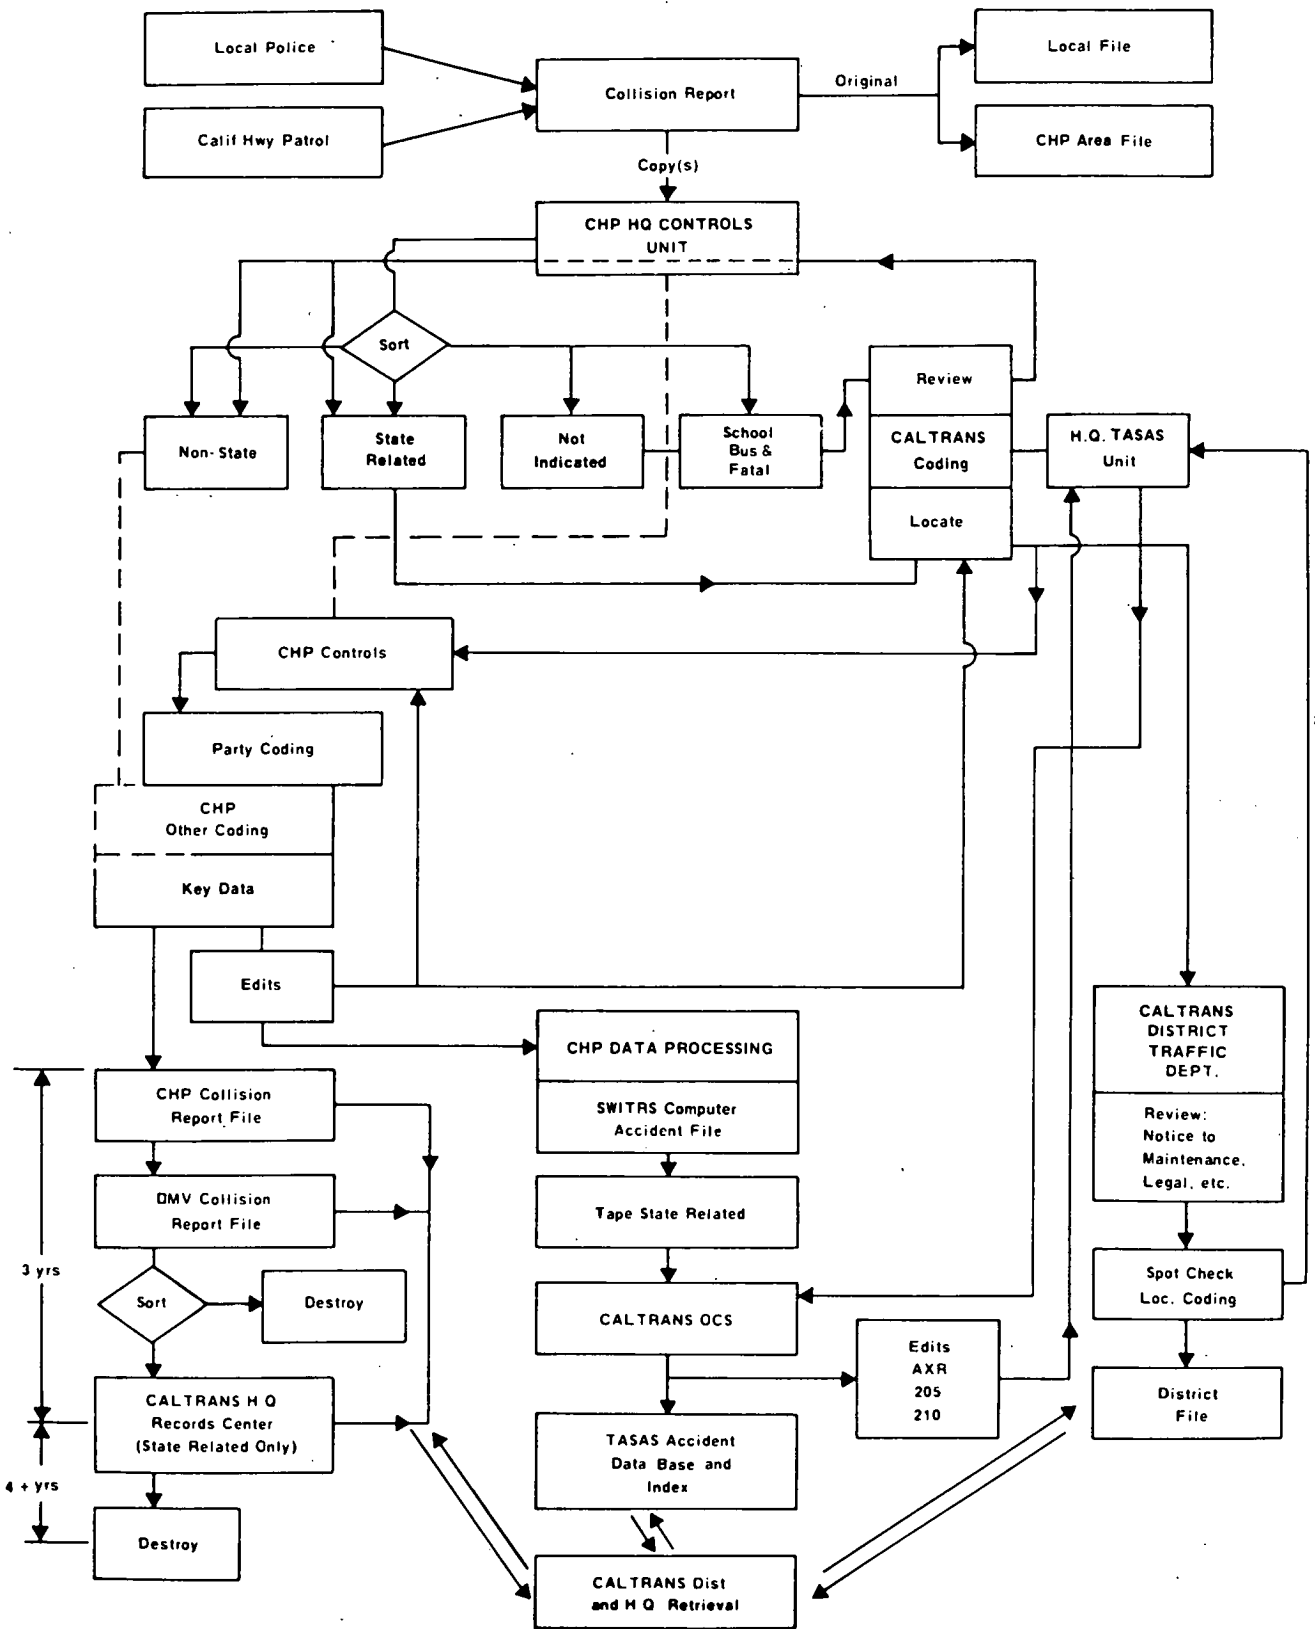 Local Police
Calif Hwy Patrol
Collision Report
Original
Local File
CHP Area File
Copy(s)
CHP HQ CONTROLS
UNIT
Sort
Non-State
State
Related
Not
Indicated
School
Bus &
Fatal
Review
CALTRANS
Coding
Locate
H.Q. TASAS
Unit
CHP Controls
Party Coding
CHP
Other Coding
Key Data
Edits
CHP DATA PROCESSING
SWITRS Computer
Accident File
CALTRANS
DISTRICT
TRAFFIC
DEPT.
Review:
Notice to
Maintenance,
Legal, etc.
CHP Collision
Report File
DMV Collision
Report File
3 yrs
Sort
Destroy
Tape State Related
CALTRANS OCS
Edits
AXR
205
210
Spot Check
Loc. Coding
District
File
CALTRANS H Q
Records Center
(State Related Only)
4 + yrs
Destroy
TASAS Accident
Data Base and
Index
CALTRANS Dist
and H Q Retrieval